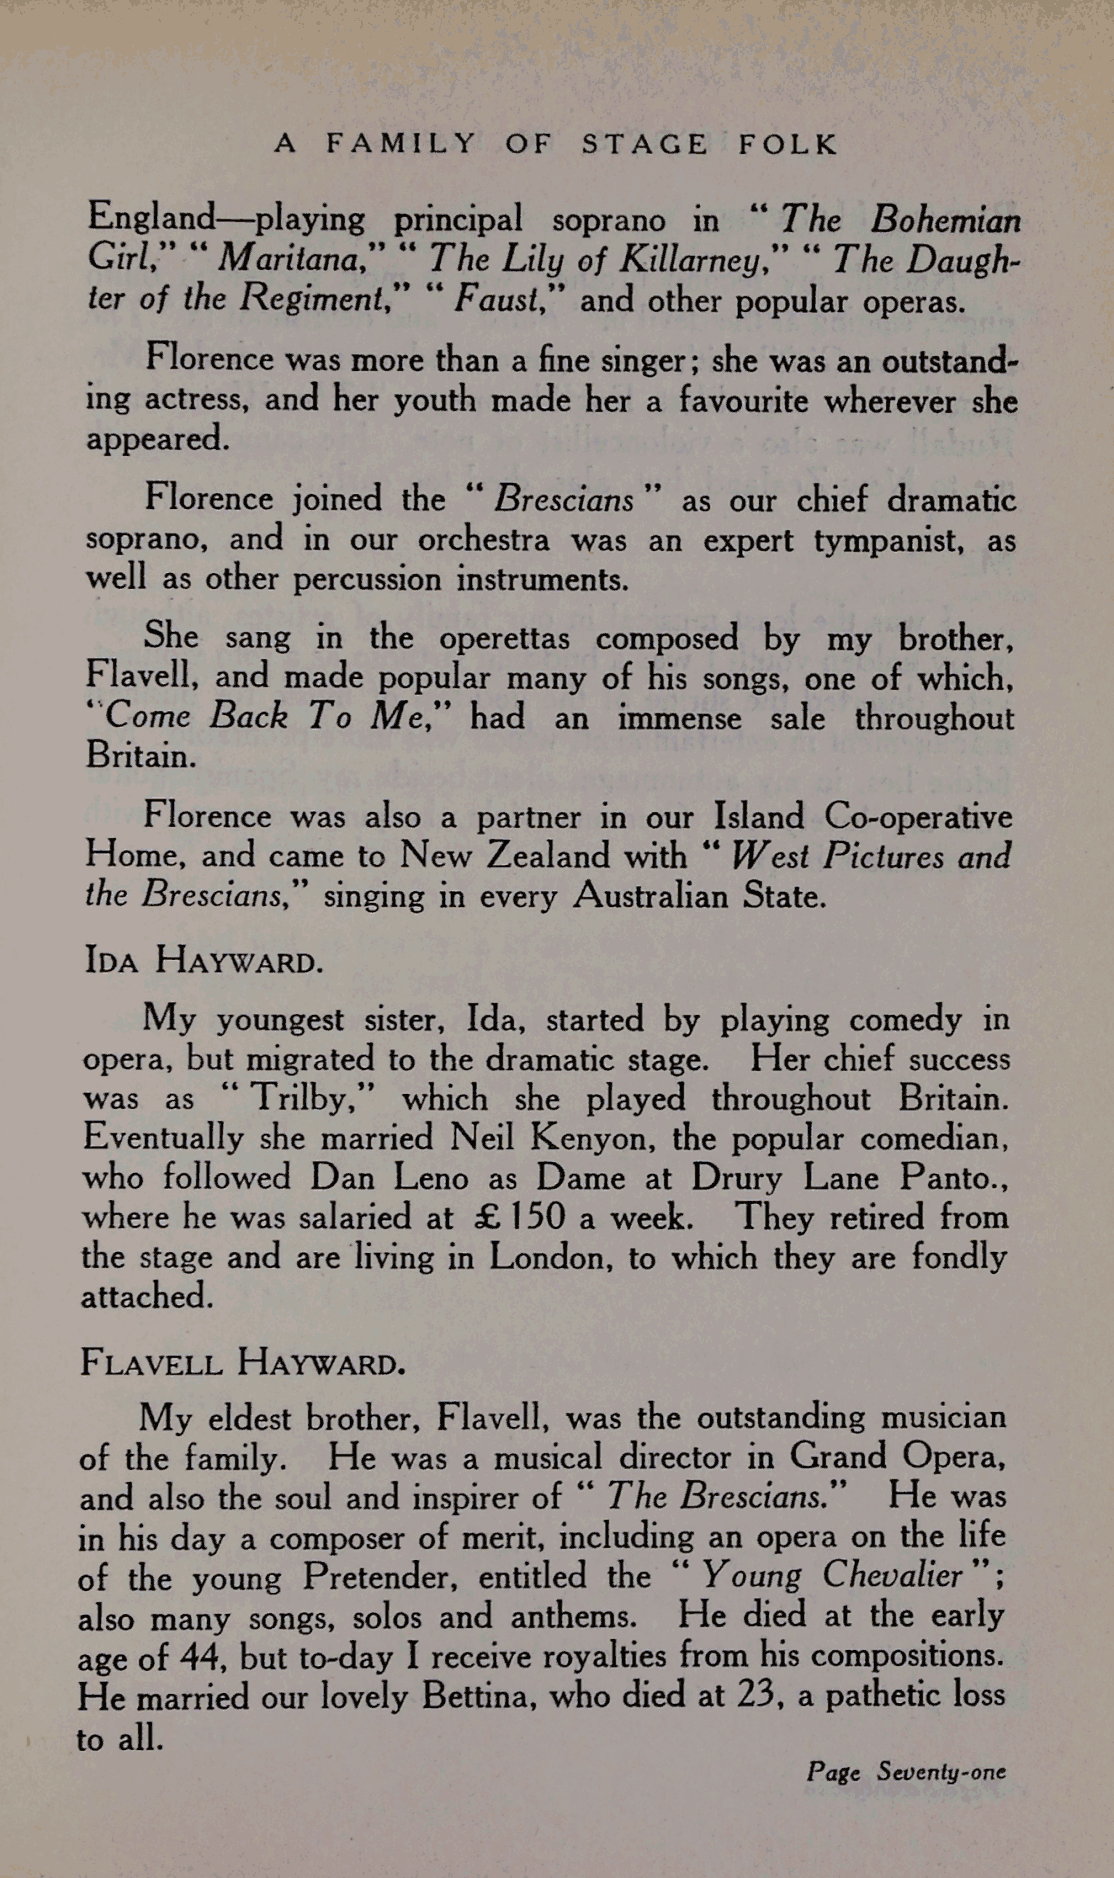 A FAMILY OF STAGE FOLK
England—playing principal soprano in “ The Bohemian
Girl,” “ Maritana,” “ The Lily of Killarney,” “ The Daugh-
ter of the Regiment,” “ Faust,” and other popular operas.
Florence was more than a fine singer; she was an outstand-
ing actress, and her youth made her a favourite wherever she
appeared.
Florence joined the “ Brescians ” as our chief dramatic
soprano, and in our orchestra was an expert tympanist, as
well as other percussion instruments.
She sang in the operettas composed by my brother,
Flavell, and made popular many of his songs, one of which,
“Come Back To Me,” had an immense sale throughout
Britain.
Florence was also a partner in our Island Co-operative
Home, and came to New Zealand with “ West Pictures and
the Brescians,” singing in every Australian State.
IDA HAYWARD.
My youngest sister, Ida, started by playing comedy in
opera, but migrated to the dramatic stage. Her chief success
was as “ Trilby,” which she played throughout Britain.
Eventually she married Neil Kenyon, the popular comedian,
who followed Dan Leno as Dame at Drury Lane Panto.,
where he was salaried at £150 a week. They retired from
the stage and are living in London, to which they are fondly
attached.
FLAVELL HAYWARD.
My eldest brother, Flavell, was the outstanding musician
of the family. He was a musical director in Grand Opera,
and also the soul and inspirer of “ The Brescians.” He was
in his day a composer of merit, including an opera on the life
of the young Pretender, entitled the “ Young Chevalier ”;
also many songs, solos and anthems. He died at the early
age of 44, but to-day I receive royalties from his compositions.
He married our lovely Bettina, who died at 23, a pathetic loss
to all.
Page Seventy-one